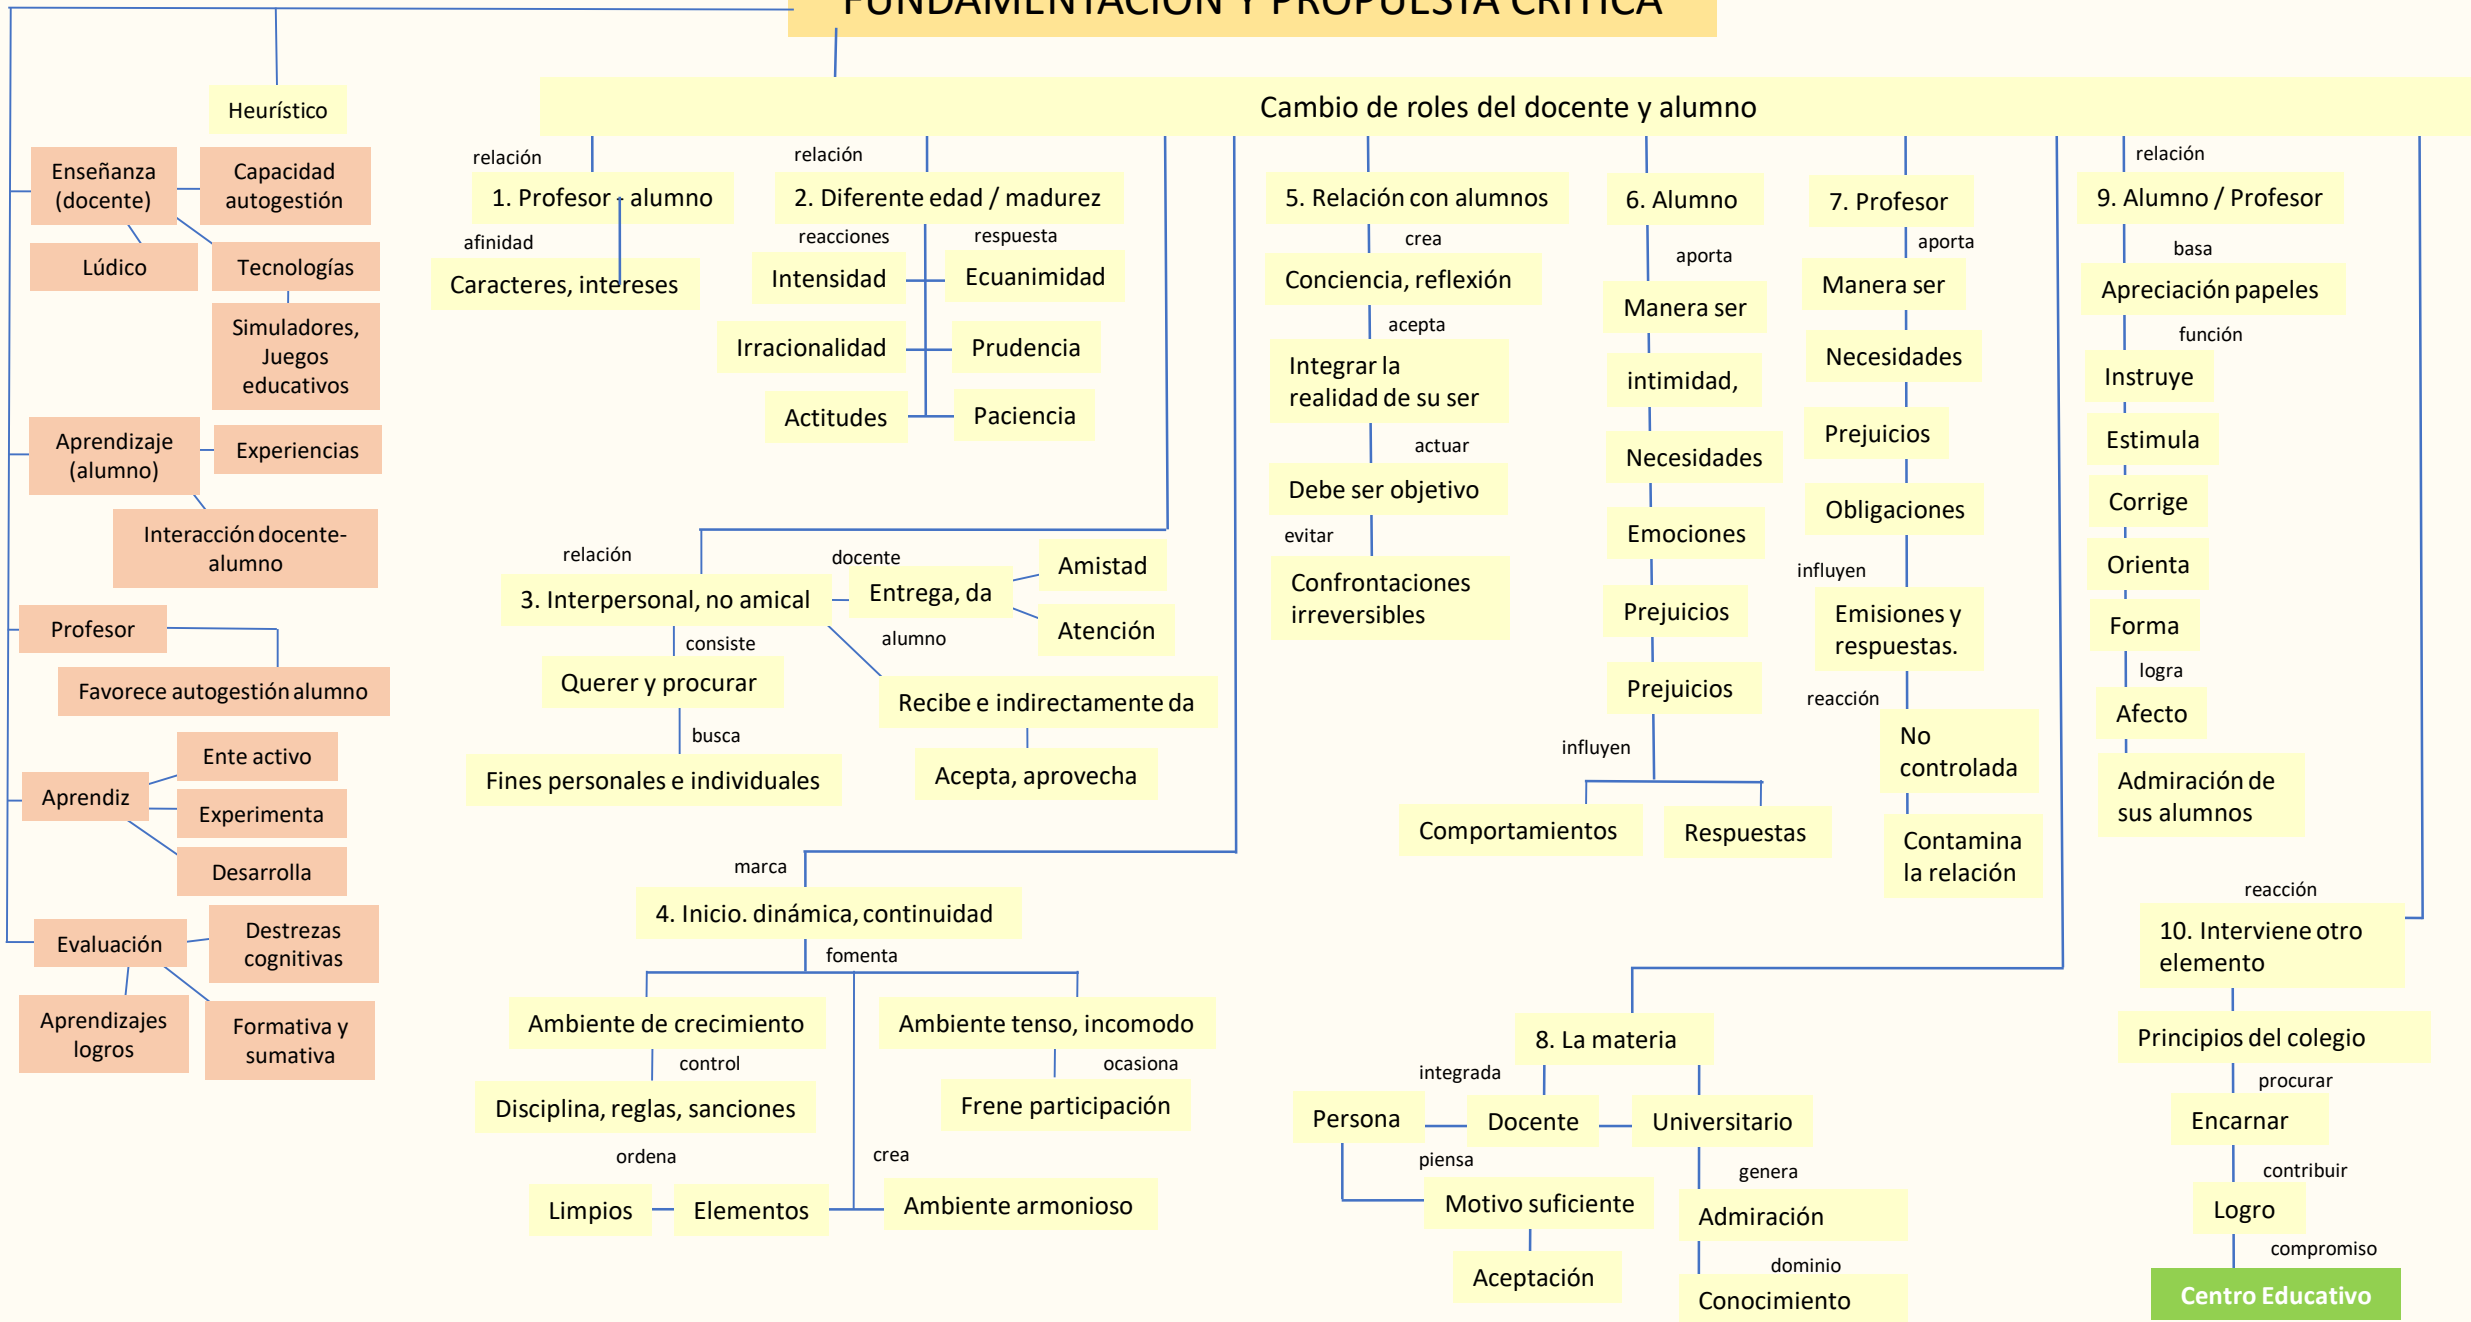 FUNDAMENTACIÓN Y PROPUESTA CRÍTICA
Heurístico
Enseñanza
(docente)
Capacidad
autogestión
Lúdico
Tecnologías
Simuladores,
Juegos
educativos
Aprendizaje
(alumno)
Experiencias
Interacción docente-
alumno
Profesor
Favorece autogestión alumno
Aprendiz
Ente activo
Experimenta
Desarrolla
Evaluación
Destrezas
cognitivas
Aprendizajes
logros
Formativa y
sumativa
Cambio de roles del docente y alumno
relación
1. Profesor - alumno
afinidad
Caracteres, intereses
relación
2. Diferente edad / madurez
reacciones
respuesta
Intensidad
Ecuanimidad
Irracionalidad
Prudencia
Actitudes
Paciencia
relación
3. Interpersonal, no amical
docente
Entrega, da
Amistad
Atención
consiste
alumno
Querer y procurar
busca
Fines personales e individuales
Recibe e indirectamente da
Acepta, aprovecha
marca
4. Inicio. dinámica, continuidad
fomenta
Ambiente de crecimiento
control
Disciplina, reglas, sanciones
Ambiente tenso, incomodo
ocasiona
Frene participación
ordena
crea
Limpios
Elementos
Ambiente armonioso
5. Relación con alumnos
crea
Conciencia, reflexión
acepta
Integrar la
realidad de su ser
actuar
Debe ser objetivo
evitar
Confrontaciones
irreversibles
6. Alumno
aporta
Manera ser
intimidad,
Necesidades
Emociones
Prejuicios
Prejuicios
influyen
Comportamientos
Respuestas
7. Profesor
aporta
Manera ser
Necesidades
Prejuicios
Obligaciones
influyen
Emisiones y
respuestas.
reacción
No
controlada
Contamina
la relación
8. La materia
integrada
Persona
Docente
Universitario
piensa
Motivo suficiente
Aceptación
genera
Admiración
dominio
Conocimiento
relación
9. Alumno / Profesor
basa
Apreciación papeles
función
Instruye
Estimula
Corrige
Orienta
Forma
logra
Afecto
Admiración de
sus alumnos
reacción
10. Interviene otro
elemento
Principios del colegio
procurar
Encarnar
contribuir
Logro
compromiso
Centro Educativo